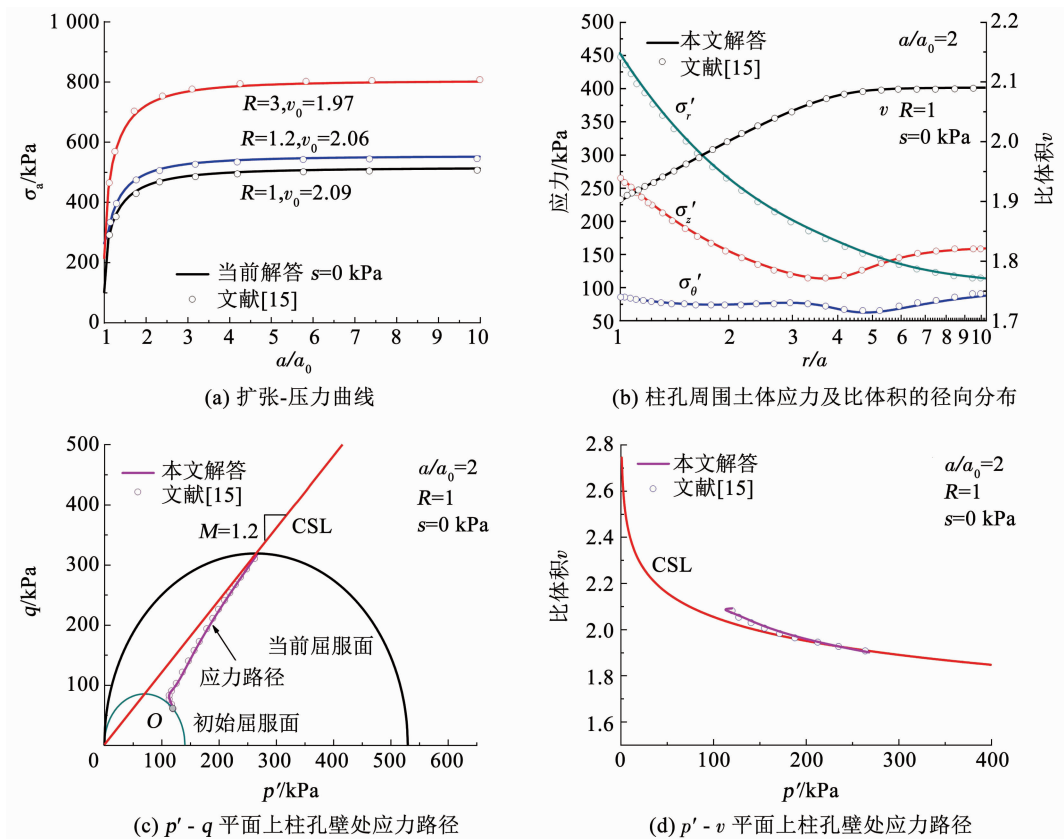 1 000
800
600
400
200
0
σa/kPa
R=3,v0=1.97
R=1.2,v0=2.06
R=1,v0=2.09
当前解答 s=0 kPa
文献[15]
1 2 3 4 5 6 7 8 9 10
a/a0
(a) 扩张-压力曲线
500
450
400
350
300
250
200
150
100
50
应力/kPa
本文解答
文献[15]
a/a0=2
σr′
v R=1
s=0 kPa
σz′
σθ′
2.2
2.1
2.0
1.9
1.8
1.7
比体积v
1 2 3 4 5 6 7 8 9 10
r/a
(b) 柱孔周围土体应力及比体积的径向分布
500
400
300
200
100
0
q/kPa
本文解答
文献[15]
a/a0=2
R=1
s=0 kPa
M=1.2
CSL
当前屈服面
应力路径
O
初始屈服面
0 100 200 300 400 500 600
p′/kPa
(c) p′ - q 平面上柱孔壁处应力路径
2.8
2.6
2.4
2.2
2.0
1.8
1.6
比体积v
本文解答
文献[15]
a/a0=2
R=1
s=0 kPa
CSL
0 100 200 300 400
p′/kPa
(d) p′ - v 平面上柱孔壁处应力路径